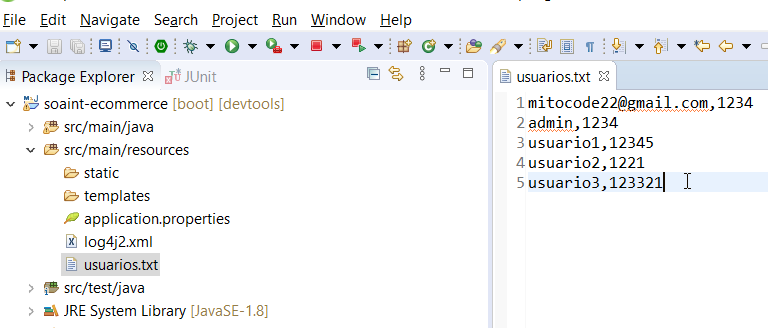 File Edit Navigate Search Project Run Window Help
Package Explorer JUnit
soaint-ecommerce [boot] [devtools]
src/main/java
src/main/resources
static
templates
application.properties
log4j2.xml
usuarios.txt
src/test/java
JRE System Library [JavaSE-1.8]
usuarios.txt
1 mitocode22@gmail.com,1234
2 admin,1234
3 usuario1,12345
4 usuario2,1221
5 usuario3,123321